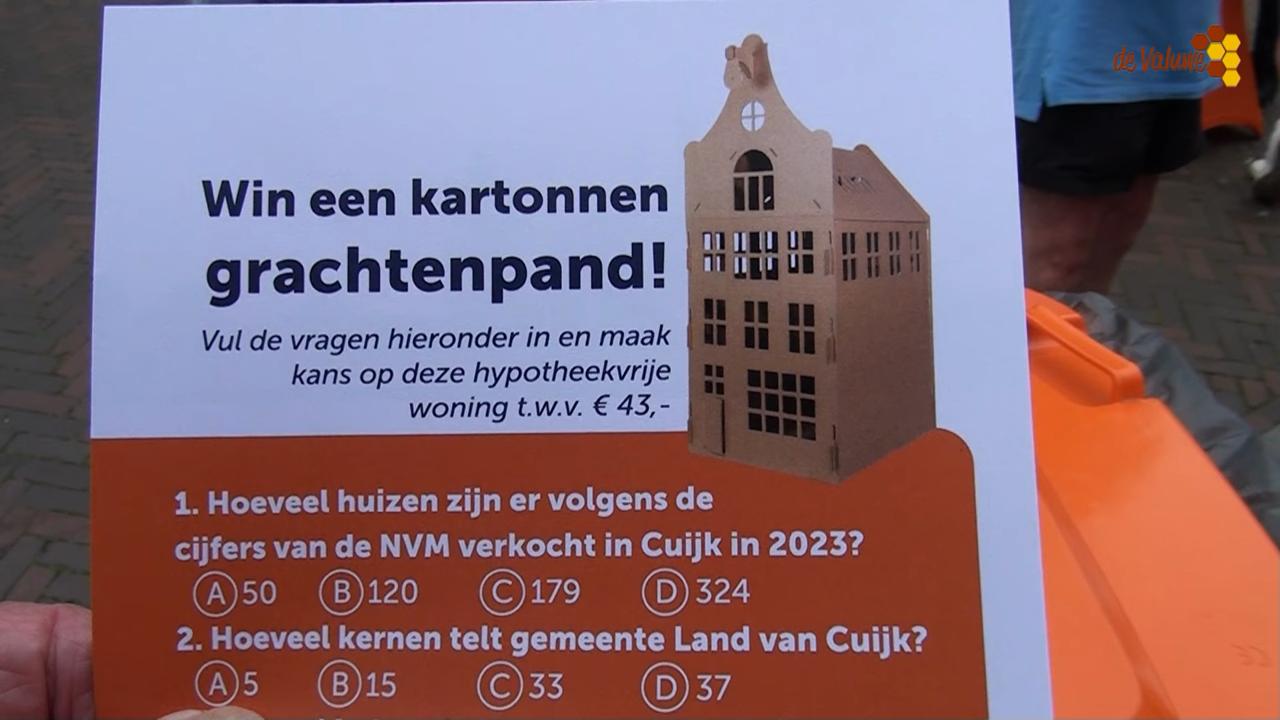 de Valuwe
Win een kartonnen
grachtenpand!
Vul de vragen hieronder in en maak
kans op deze hypotheekvrije
woning t.w.v. € 43,-
1. Hoeveel huizen zijn er volgens de
cijfers van de NVM verkocht in Cuijk in 2023?
A 50 B 120 C 179 D 324
2. Hoeveel kernen telt gemeente Land van Cuijk?
A 5 B 15 C 33 D 37